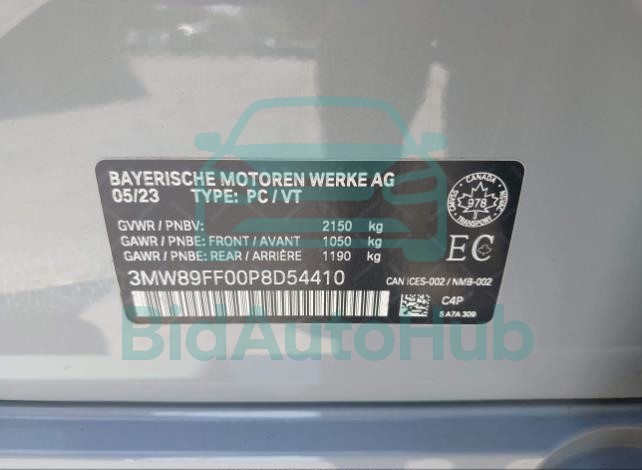 BAYERISCHE MOTOREN WERKE AG
05/23 TYPE: PC / VT
GVWR / PNBV: 2150 kg
GAWR / PNBE: FRONT / AVANT 1050 kg
GAWR / PNBE: REAR / ARRIÈRE 1190 kg
3MW89FF00P8D54410
CANADA
978
TRANSPORT
EC
CAN ICES-002 / NMB-002
C4P
5 A7A 309
BidAutoHub